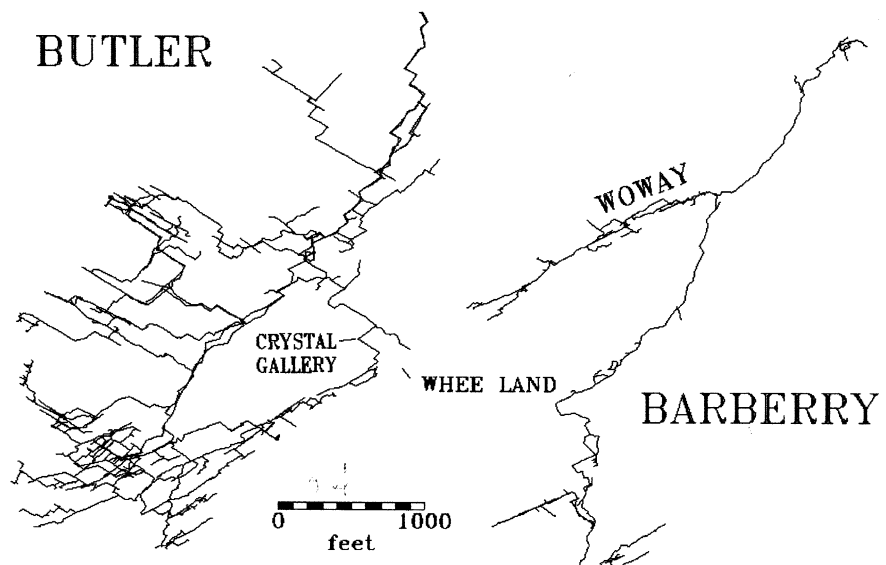 BUTLER
WOWAY
CRYSTAL
GALLERY
WHEE LAND
BARBERRY
0 1000
feet